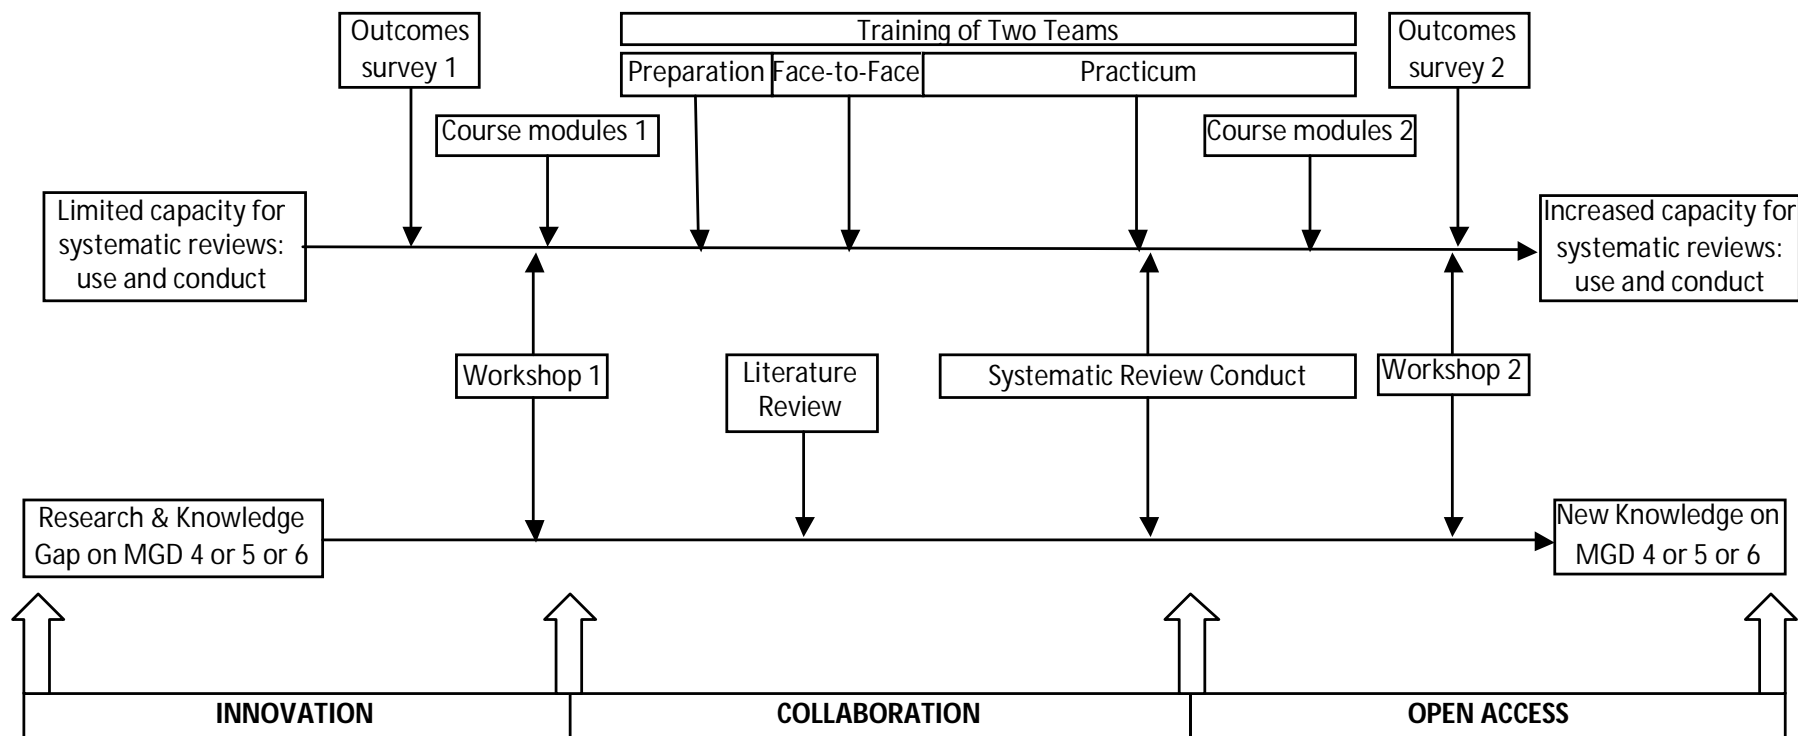 Outcomes
survey 1
Training of Two Teams
Outcomes
survey 2
Preparation
Face-to-Face
Practicum
Course modules 1
Course modules 2
Limited capacity for
systematic reviews:
use and conduct
Increased capacity for
systematic reviews:
use and conduct
Workshop 1
Literature
Review
Systematic Review Conduct
Workshop 2
Research & Knowledge
Gap on MGD 4 or 5 or 6
New Knowledge on
MGD 4 or 5 or 6
INNOVATION
COLLABORATION
OPEN ACCESS